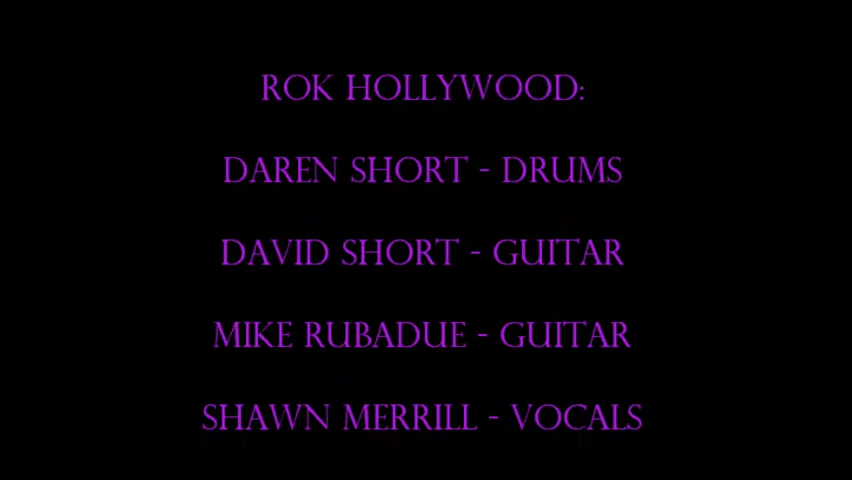 ROK HOLLYWOOD:
DAREN SHORT - DRUMS
DAVID SHORT - GUITAR
MIKE RUBADUE - GUITAR
SHAWN MERRILL - VOCALS